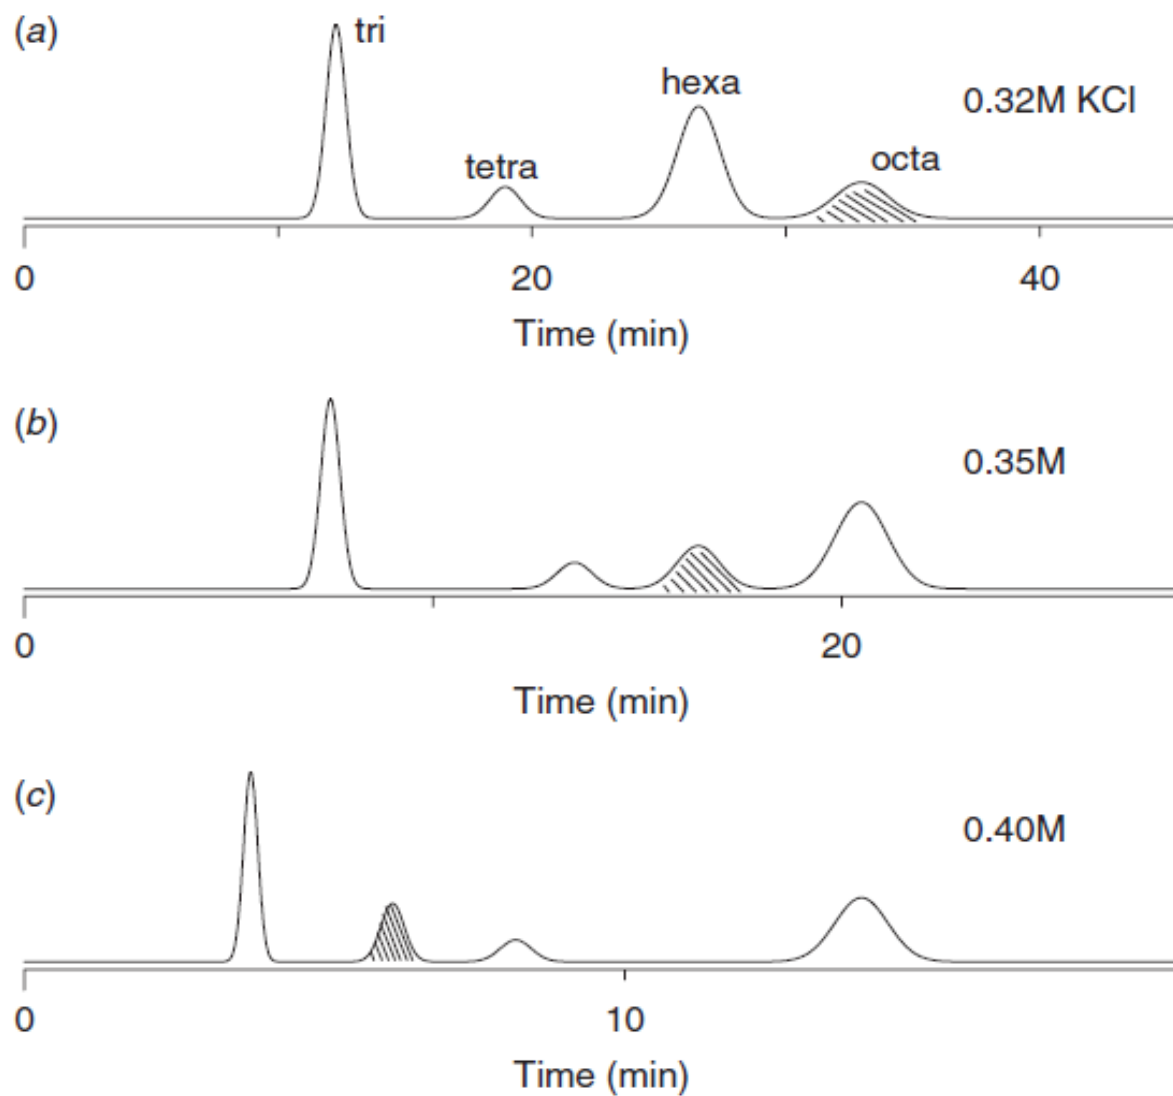 (a)
tri
hexa
0.32M KCl
tetra
octa
0 20 40
Time (min)
(b)
0.35M
0 20
Time (min)
(c)
0.40M
0 10
Time (min)